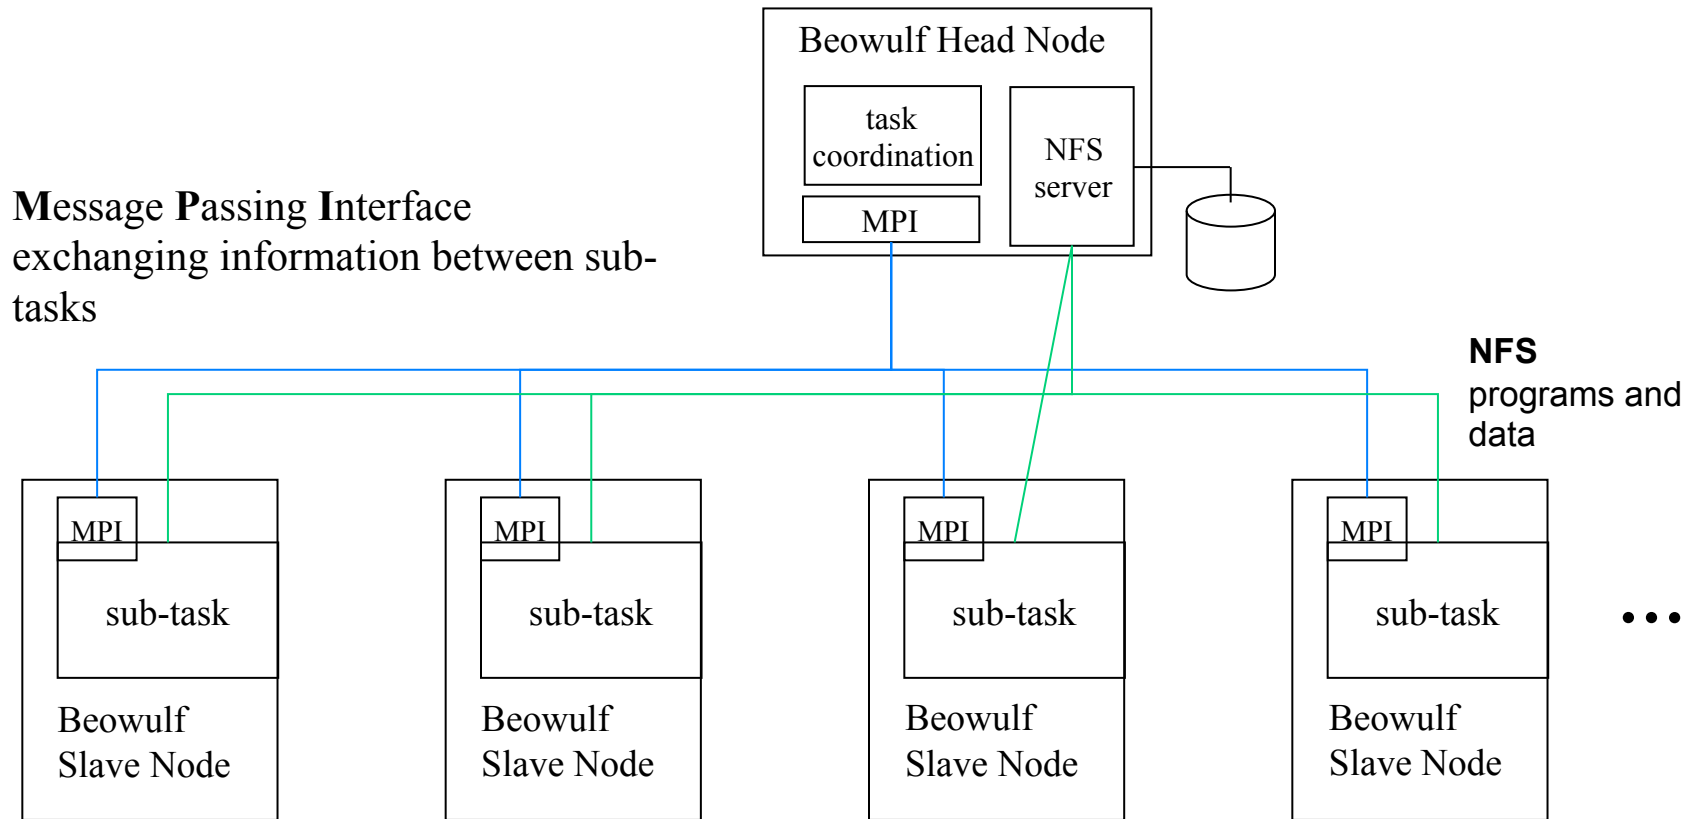 Beowulf Head Node
task
coordination
NFS
server
MPI
Message Passing Interface
exchanging information between sub-
tasks
NFS
programs and
data
MPI
sub-task
Beowulf
Slave Node
MPI
sub-task
Beowulf
Slave Node
MPI
sub-task
Beowulf
Slave Node
MPI
sub-task
Beowulf
Slave Node
...